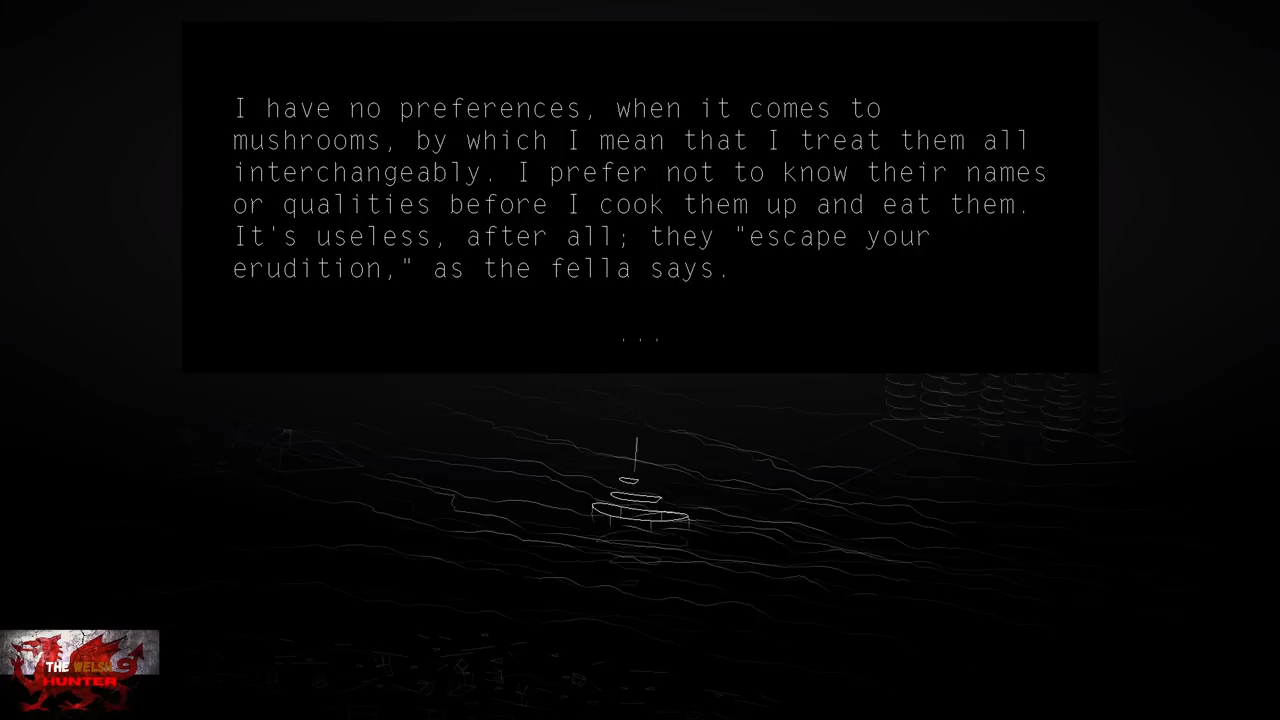 I have no preferences, when it comes to
mushrooms, by which I mean that I treat them all
interchangeably. I prefer not to know their names
or qualities before I cook them up and eat them.
It's useless, after all; they "escape your
erudition," as the fella says.
...
THE WELSH
HUNTER